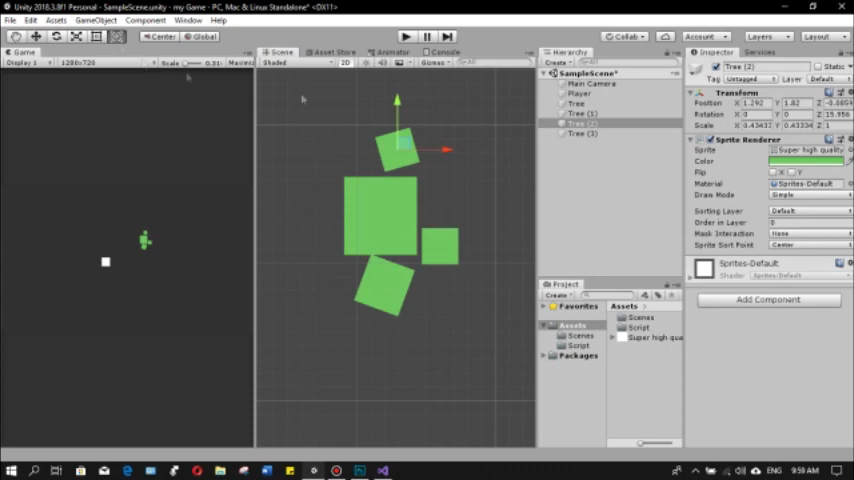 Unity 2018.3.8f1 Personal - SampleScene.unity - my Game - PC, Mac & Linux Standalone* <DX11>
File Edit Assets GameObject Component Window Help
Center Global Collab Account Layers Layout
Game
Display 1 1280x720 Scale 0.31 Maximi
Scene Asset Store Animator Console
Shaded 2D Gizmos All
Hierarchy
Create All
SampleScene*
Main Camera
Player
Tree
Tree (1)
Tree (2)
Tree (3)
Project
Create
Favorites
Assets
Scenes
Script
Packages
Assets
Scenes
Script
Super high qua
Inspector Services
Tree (2) Static
Tag Untagged Layer Default
Transform
Position X 1.292 Y 1.82 Z -0.0859
Rotation X 0 Y 0 Z 15.956
Scale X 0.43433 Y 0.43334 Z 1
Sprite Renderer
Sprite Super high quality
Color
Flip X Y
Material Sprites-Default
Draw Mode Simple
Sorting Layer Default
Order in Layer
Mask Interaction None
Sprite Sort Point Center
Sprites-Default
Shader Sprites/Default
Add Component
ENG 9:59 AM